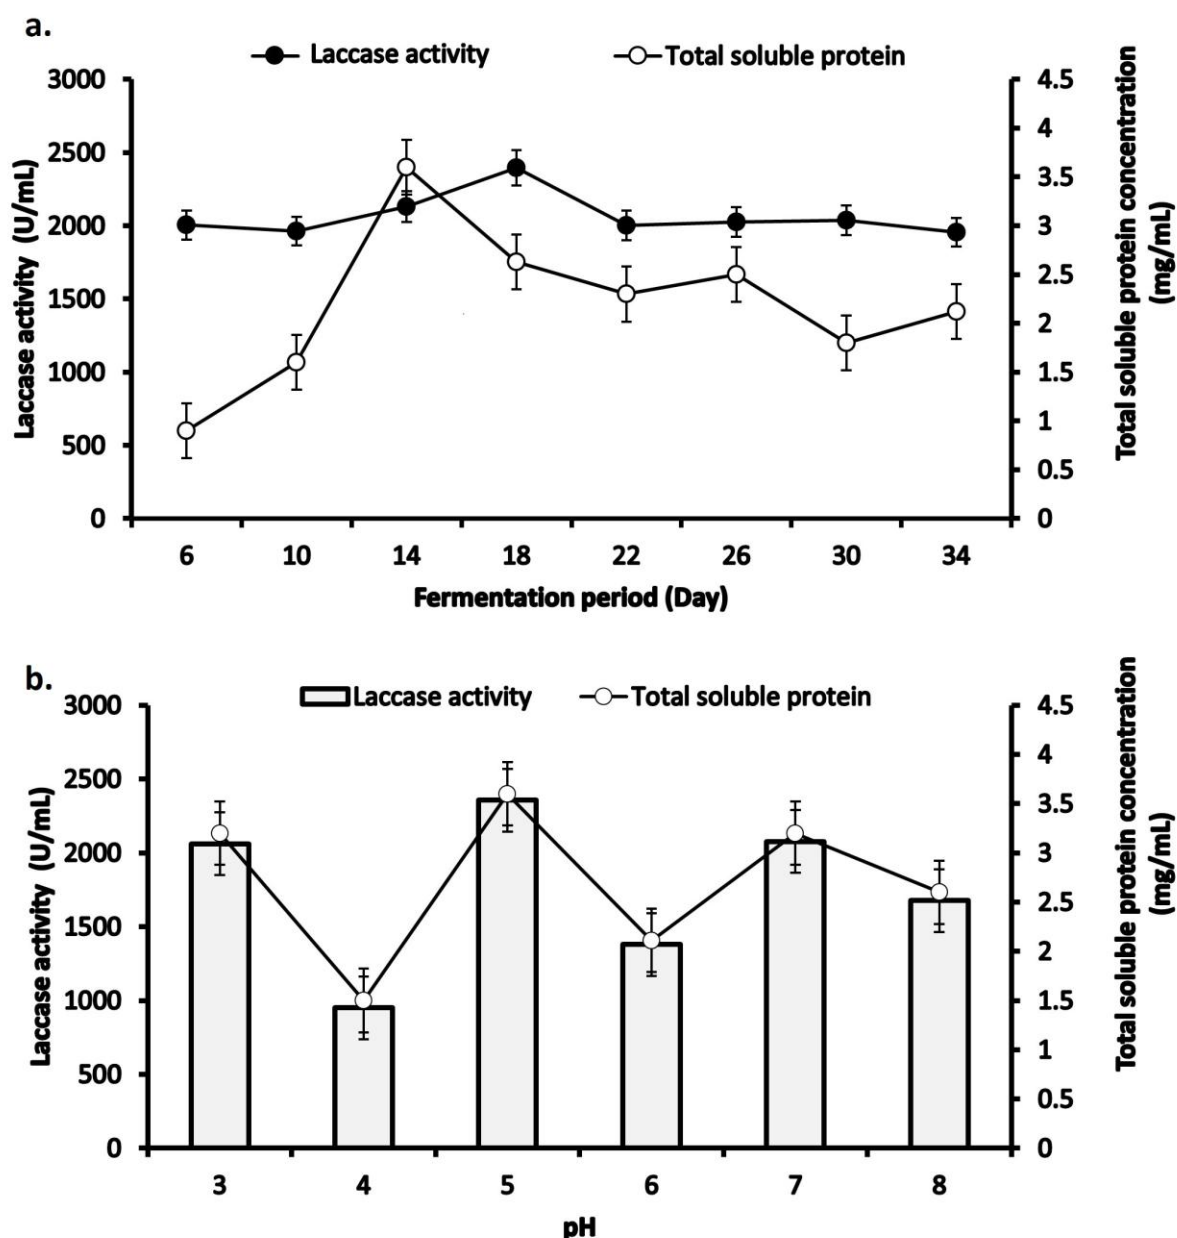 a.
Laccase activity
Total soluble protein
3000
2500
2000
1500
1000
500
0
Laccase activity (U/mL)
4.5
4
3.5
3
2.5
2
1.5
1
0.5
0
Total soluble protein concentration
(mg/mL)
6 10 14 18 22 26 30 34
Fermentation period (Day)
b.
Laccase activity
Total soluble protein
3000
2500
2000
1500
1000
500
0
Laccase activity (U/mL)
4.5
4
3.5
3
2.5
2
1.5
1
0.5
0
Total soluble protein concentration
(mg/mL)
3 4 5 6 7 8
pH